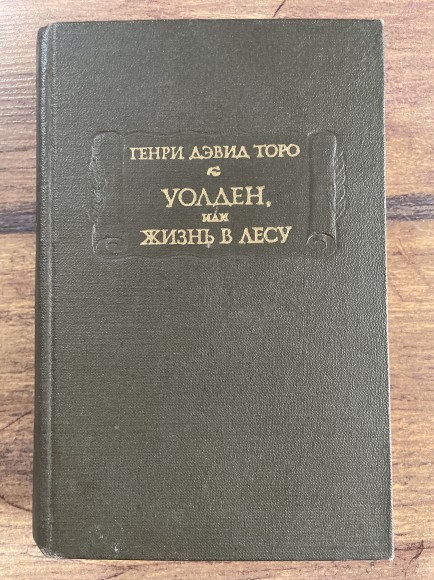 ГЕНРИ ДЭВИД ТОРО
УОЛДЕН,
ИЛИ
ЖИЗНЬ В ЛЕСУ